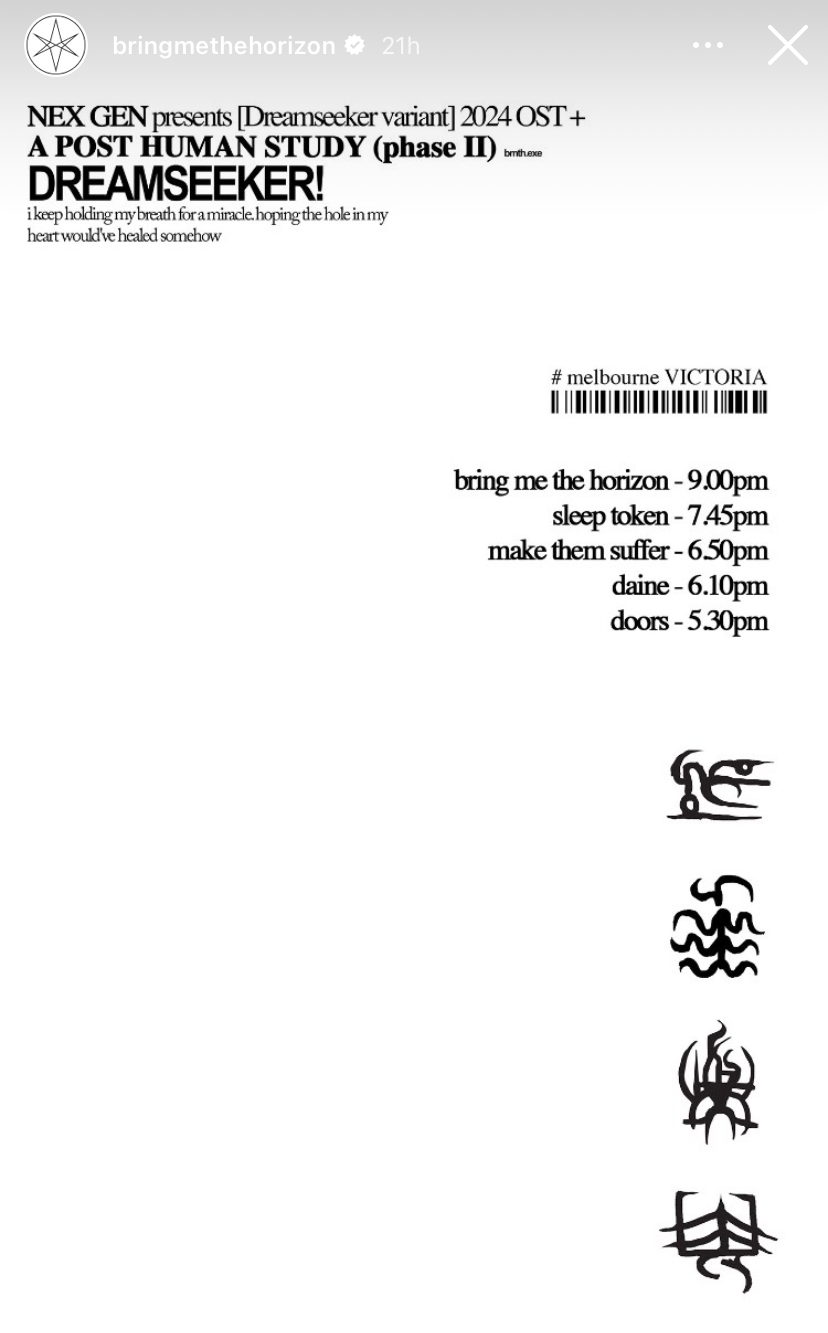 bringmethehorizon 21h
NEX GEN presents [Dreamseeker variant] 2024 OST +
A POST HUMAN STUDY (phase II) bmth.exe
DREAMSEEKER!
i keep holding my breath for a miracle. hoping the hole in my
heart would've healed somehow
# melbourne VICTORIA
bring me the horizon - 9.00pm
sleep token - 7.45pm
make them suffer - 6.50pm
daine - 6.10pm
doors - 5.30pm